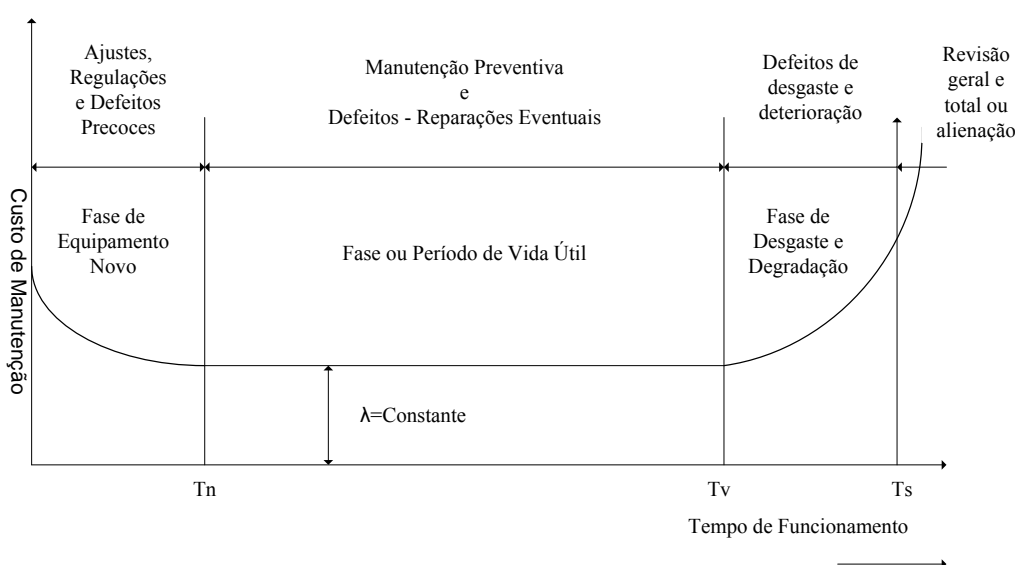 Ajustes,
Regulações
e Defeitos
Precoces
Manutenção Preventiva
e
Defeitos - Reparações Eventuais
Defeitos de
desgaste e
deterioração
Revisão
geral e
total ou
alienação
Custo de Manutenção
Fase de
Equipamento
Novo
Fase ou Período de Vida Útil
Fase de
Desgaste e
Degradação
λ=Constante
Tn
Tv
Ts
Tempo de Funcionamento